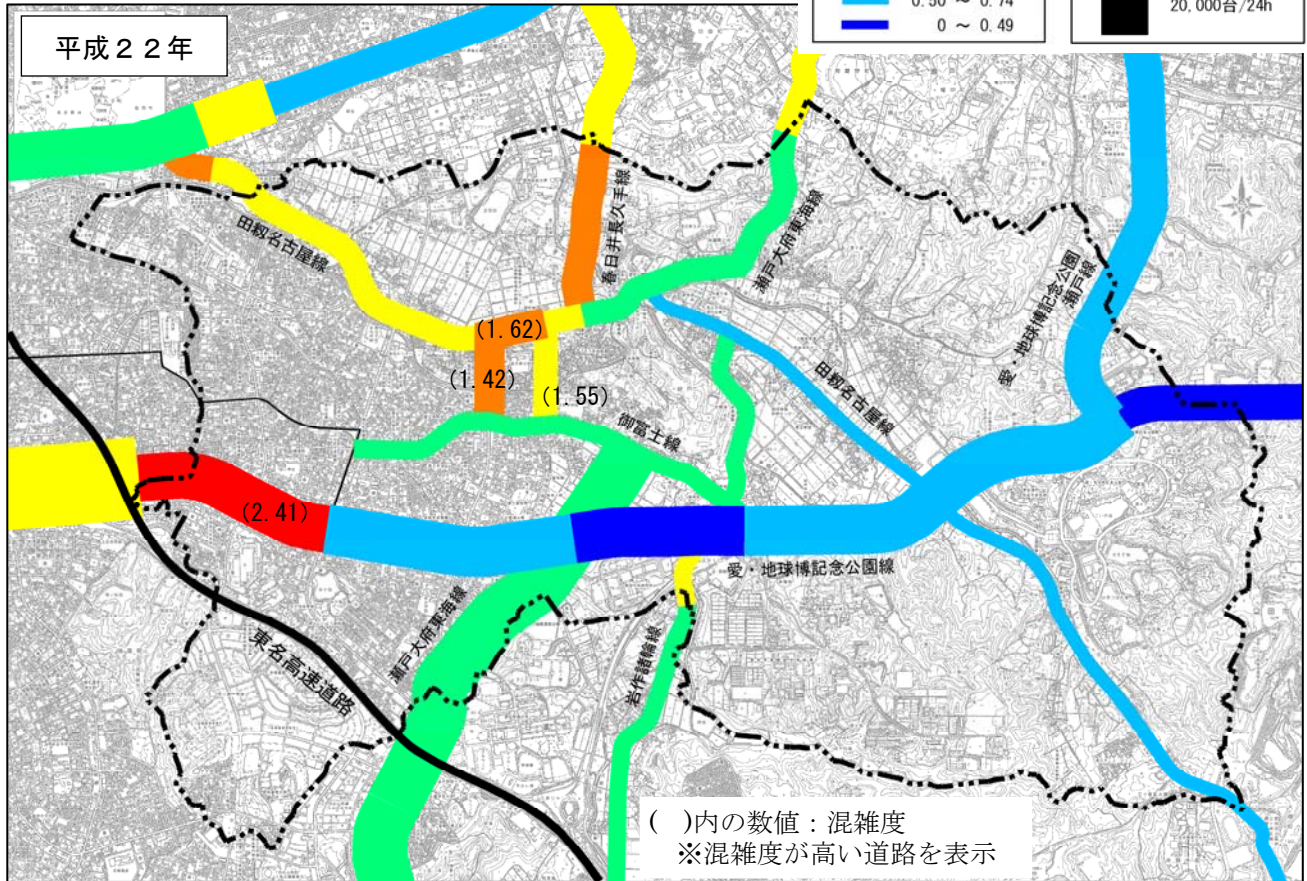 0.50 ～ 0.74
0 ～ 0.49
20,000台/24h
平成２２年
田籾名古屋線
春日井長久手線
瀬戸大府東海線
愛・地球博記念公園
瀬戸線
(1.62)
(1.42)
(1.55)
田籾名古屋線
御富士線
(2.41)
愛・地球博記念公園線
瀬戸大府東海線
岩作諸輪線
東名高速道路
( )内の数値：混雑度
※混雑度が高い道路を表示